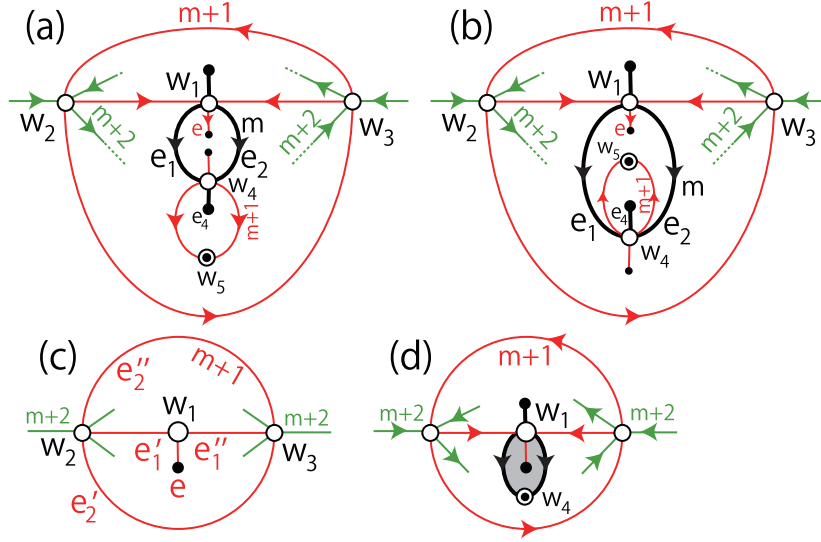 (a)
m+1
w₁
w₂
w₃
m+2
m+2
e
m
e₁
e₂
w₄
e₄
m+1
w₅
(b)
m+1
w₁
w₂
w₃
m+2
m+2
e
w₅
m+1
m
e₁
e₄
e₂
w₄
(c)
e₂″
m+1
m+2
w₁
m+2
w₂
e₁′
e₁″
w₃
e₂′
e
(d)
m+1
m+2
w₁
m+2
w₄